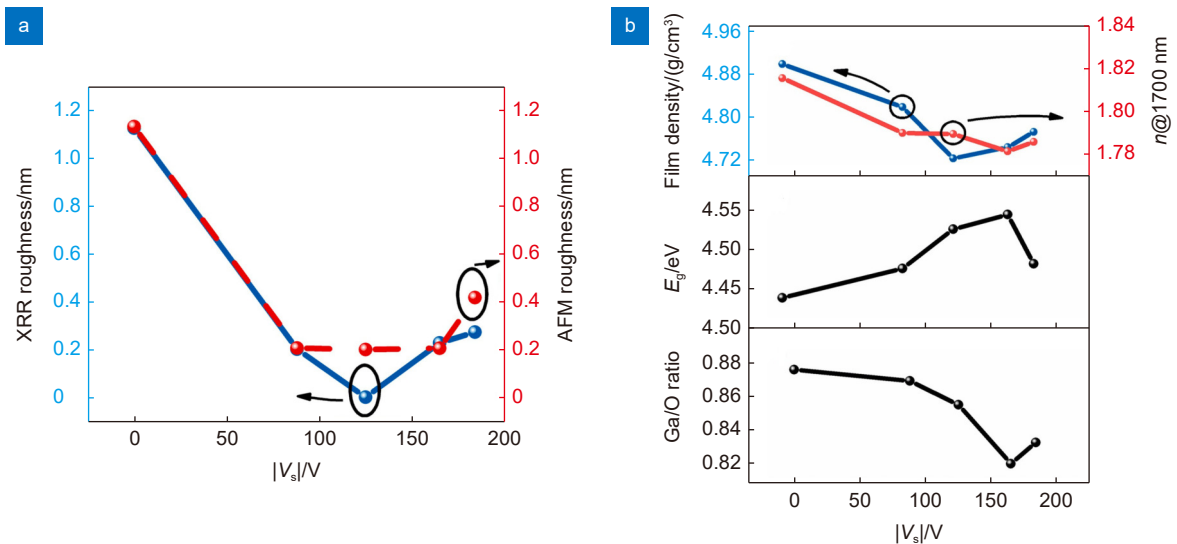 a
XRR roughness/nm
1.2
1.0
0.8
0.6
0.4
0.2
0
1.2
1.0
0.8
0.6
0.4
0.2
0
AFM roughness/nm
0 50 100 150 200
|Vs|/V
b
Film density/(g/cm3)
4.96
4.88
4.80
4.72
1.84
1.82
1.80
1.78
n@1700 nm
Eg/eV
4.55
4.50
4.45
4.50
Ga/O ratio
0.88
0.86
0.84
0.82
0 50 100 150 200
|Vs|/V